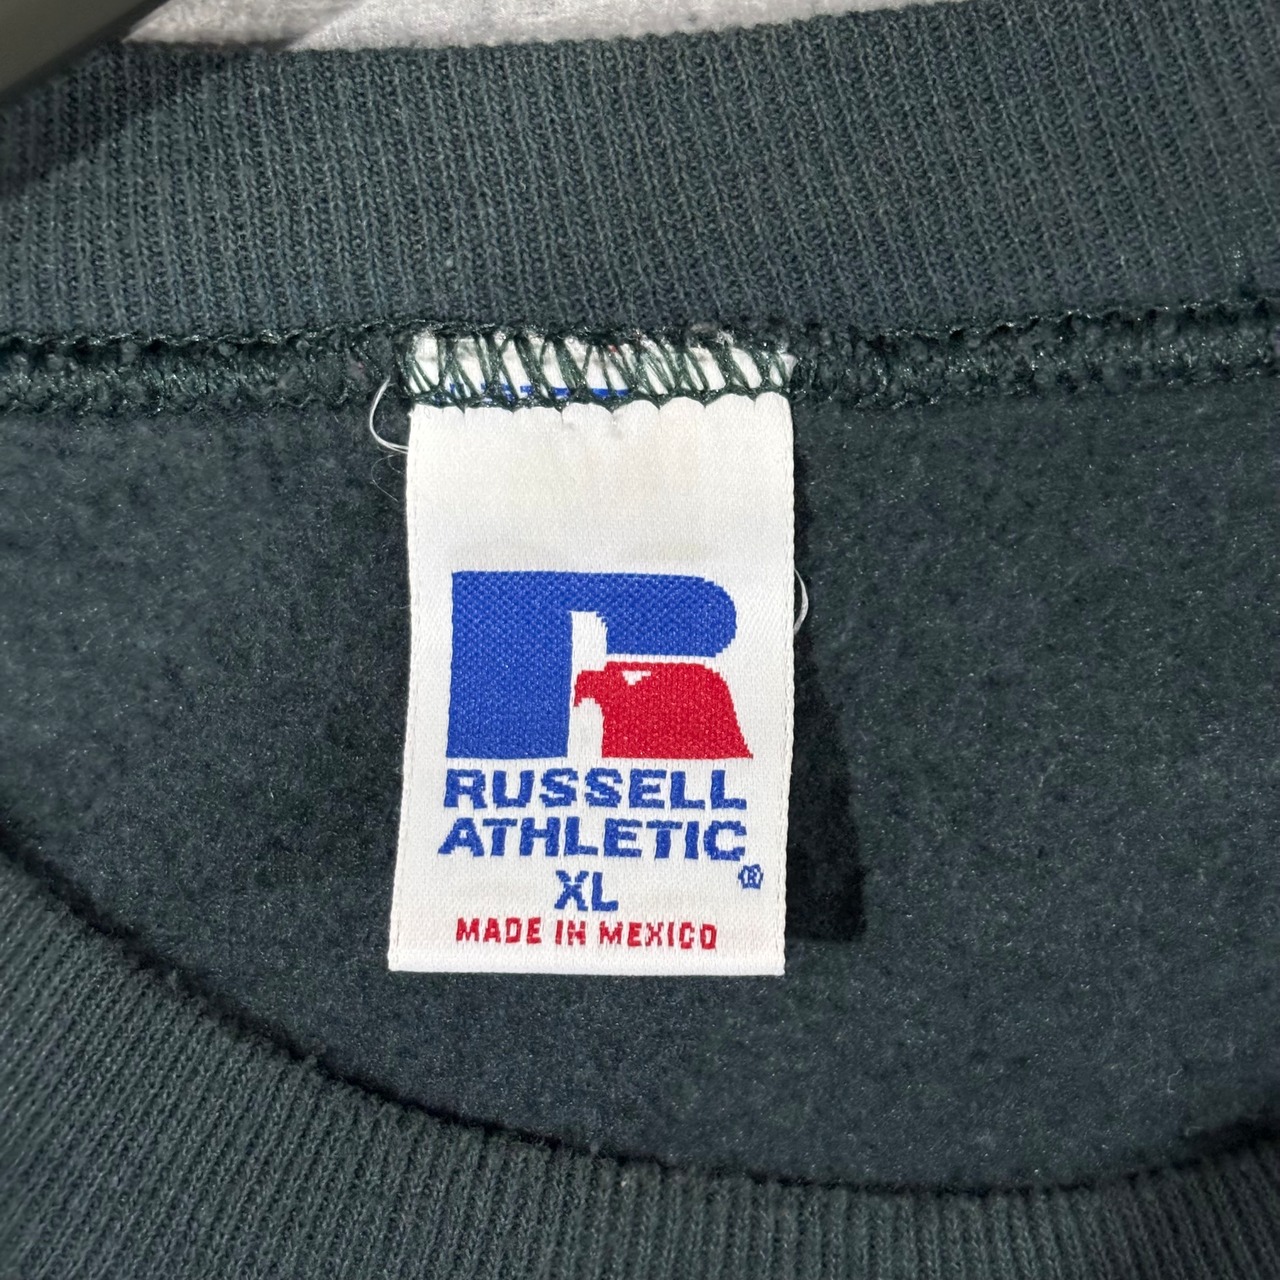 RUSSELL
ATHLETIC®
XL
MADE IN MEXICO